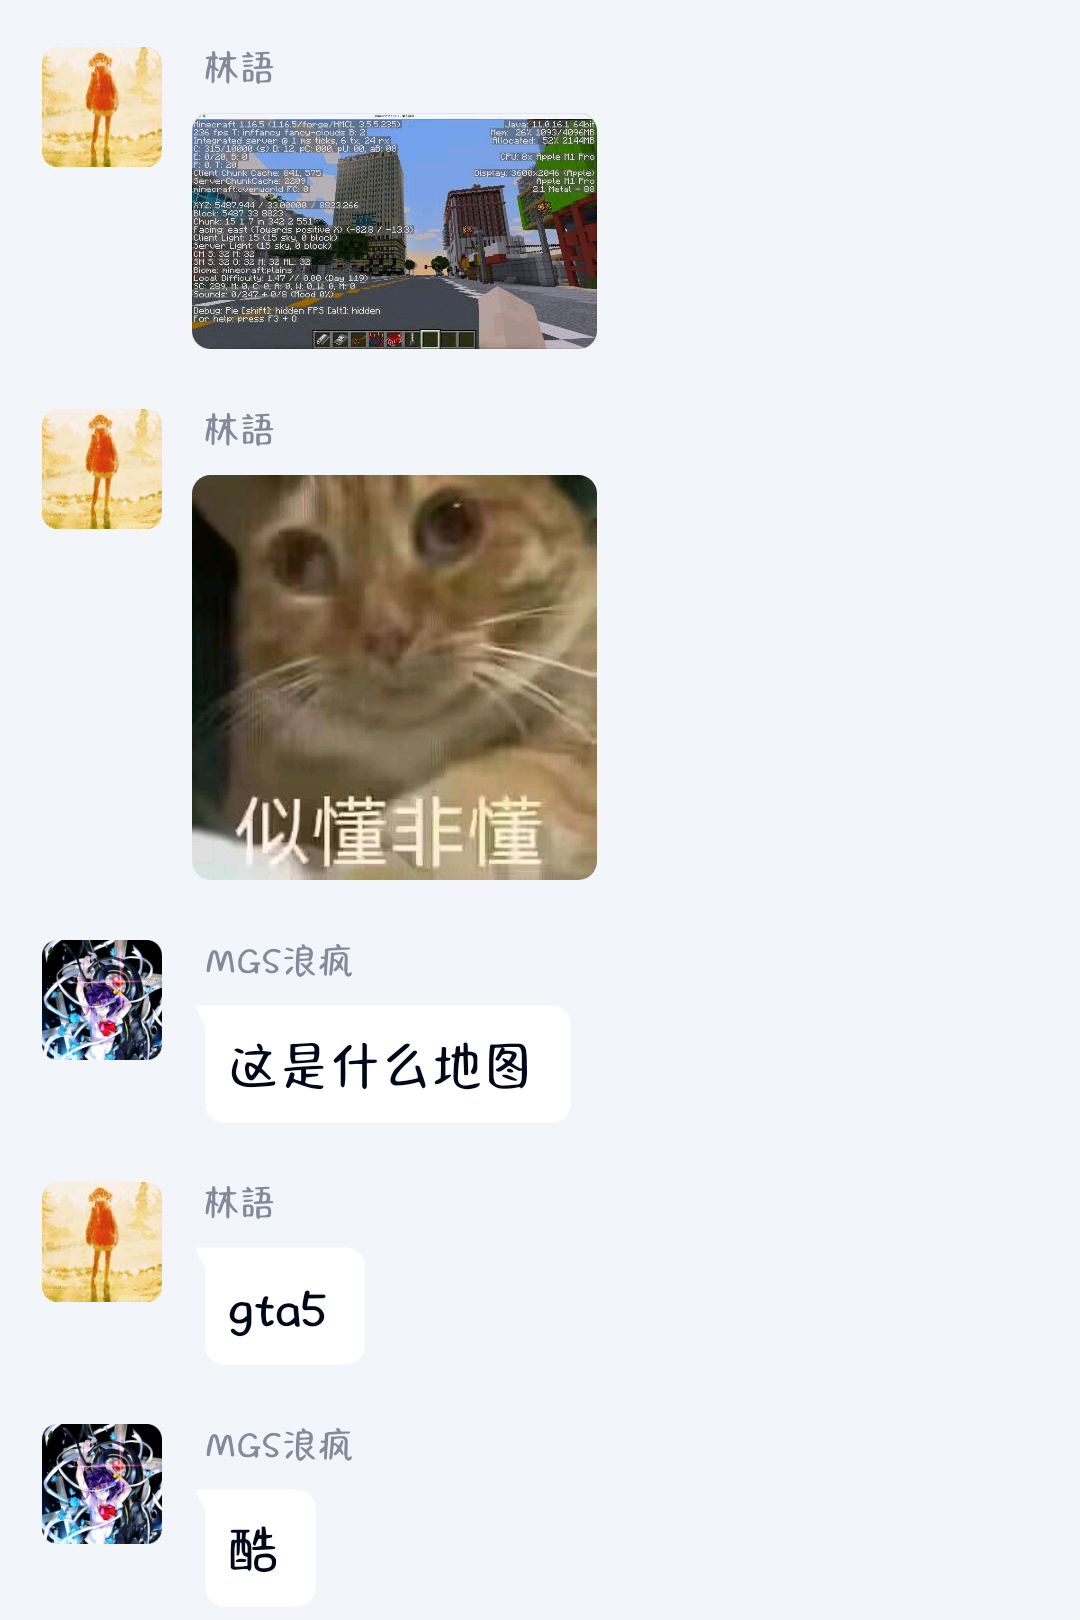 林語
Minecraft 1.16.5 (1.16.5/forge/HMCL 3.5.5.235)
Java: 11.0.16.1 64bit
236 fps T: inf fancy fancy-clouds B: 2
Mem: 26% 1093/4096MB
Integrated server @ 1 ms ticks, 6 tx, 24 rx
Allocated: 52% 2144MB
C: 315/10000 (s) D: 12, pC: 000, pU: 00, aB: 08
E: 0/20, B: 0
CPU: 8x Apple M1 Pro
P: 0. T: 20
Client Chunk Cache: 841, 575
Display: 3600x2046 (Apple)
ServerChunkCache: 2209
Apple M1 Pro
minecraft:overworld FC: 0
2.1 Metal - 88
XYZ: 5487.944 / 33.00000 / 8823.266
Block: 5487 33 8823
Chunk: 15 1 7 in 342 2 551
Facing: east (Towards positive X) (-82.8 / -13.3)
Client Light: 15 (15 sky, 0 block)
Server Light: (15 sky, 0 block)
CH S: 32 M: 32
SH S: 32 O: 32 M: 32 ML: 32
Biome: minecraft:plains
Local Difficulty: 1.47 // 0.00 (Day 119)
SC: 289, M: 0, C: 0, A: 0, W: 0, W: 0, M: 0
Sounds: 0/247 + 0/8 (Mood 0%)
Debug: Pie [shift]: hidden FPS [alt]: hidden
For help: press F3 + Q
林語
似懂非懂
MGS浪疯
这是什么地图
林語
gta5
MGS浪疯
酷